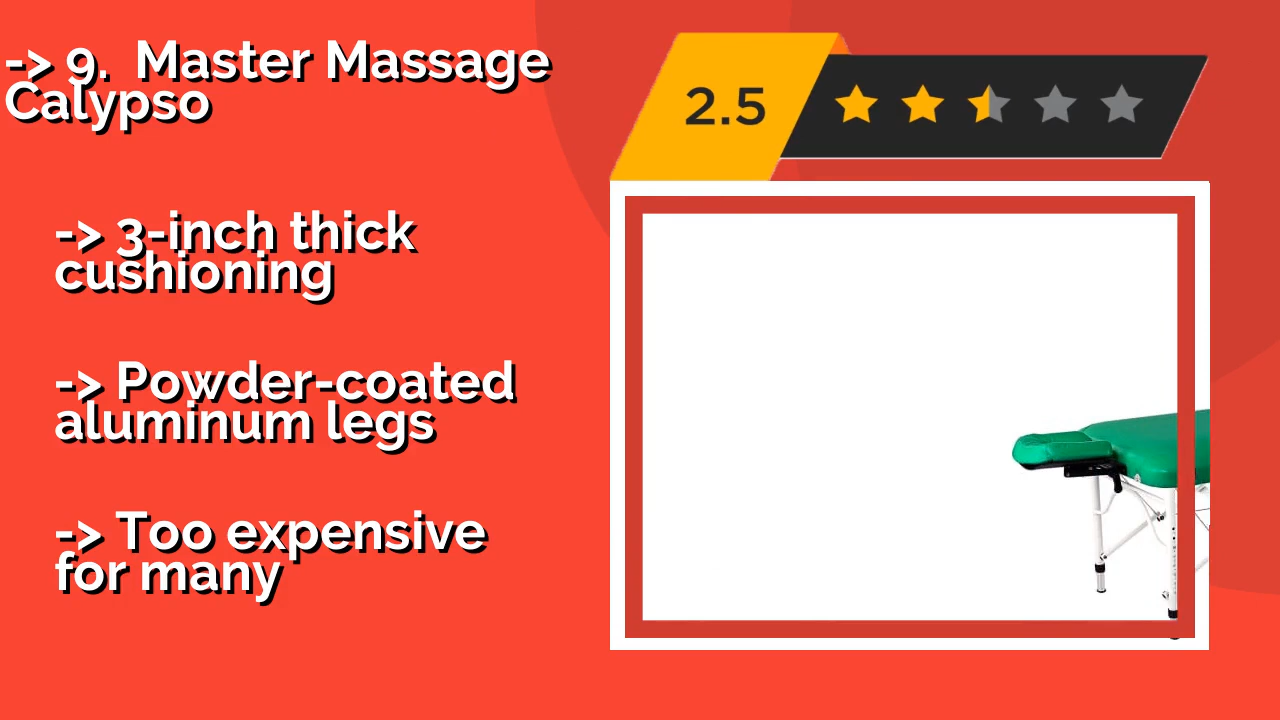 -> 9.  Master Massage
Calypso
2.5
-> 3-inch thick
cushioning
-> Powder-coated
aluminum legs
-> Too expensive
for many